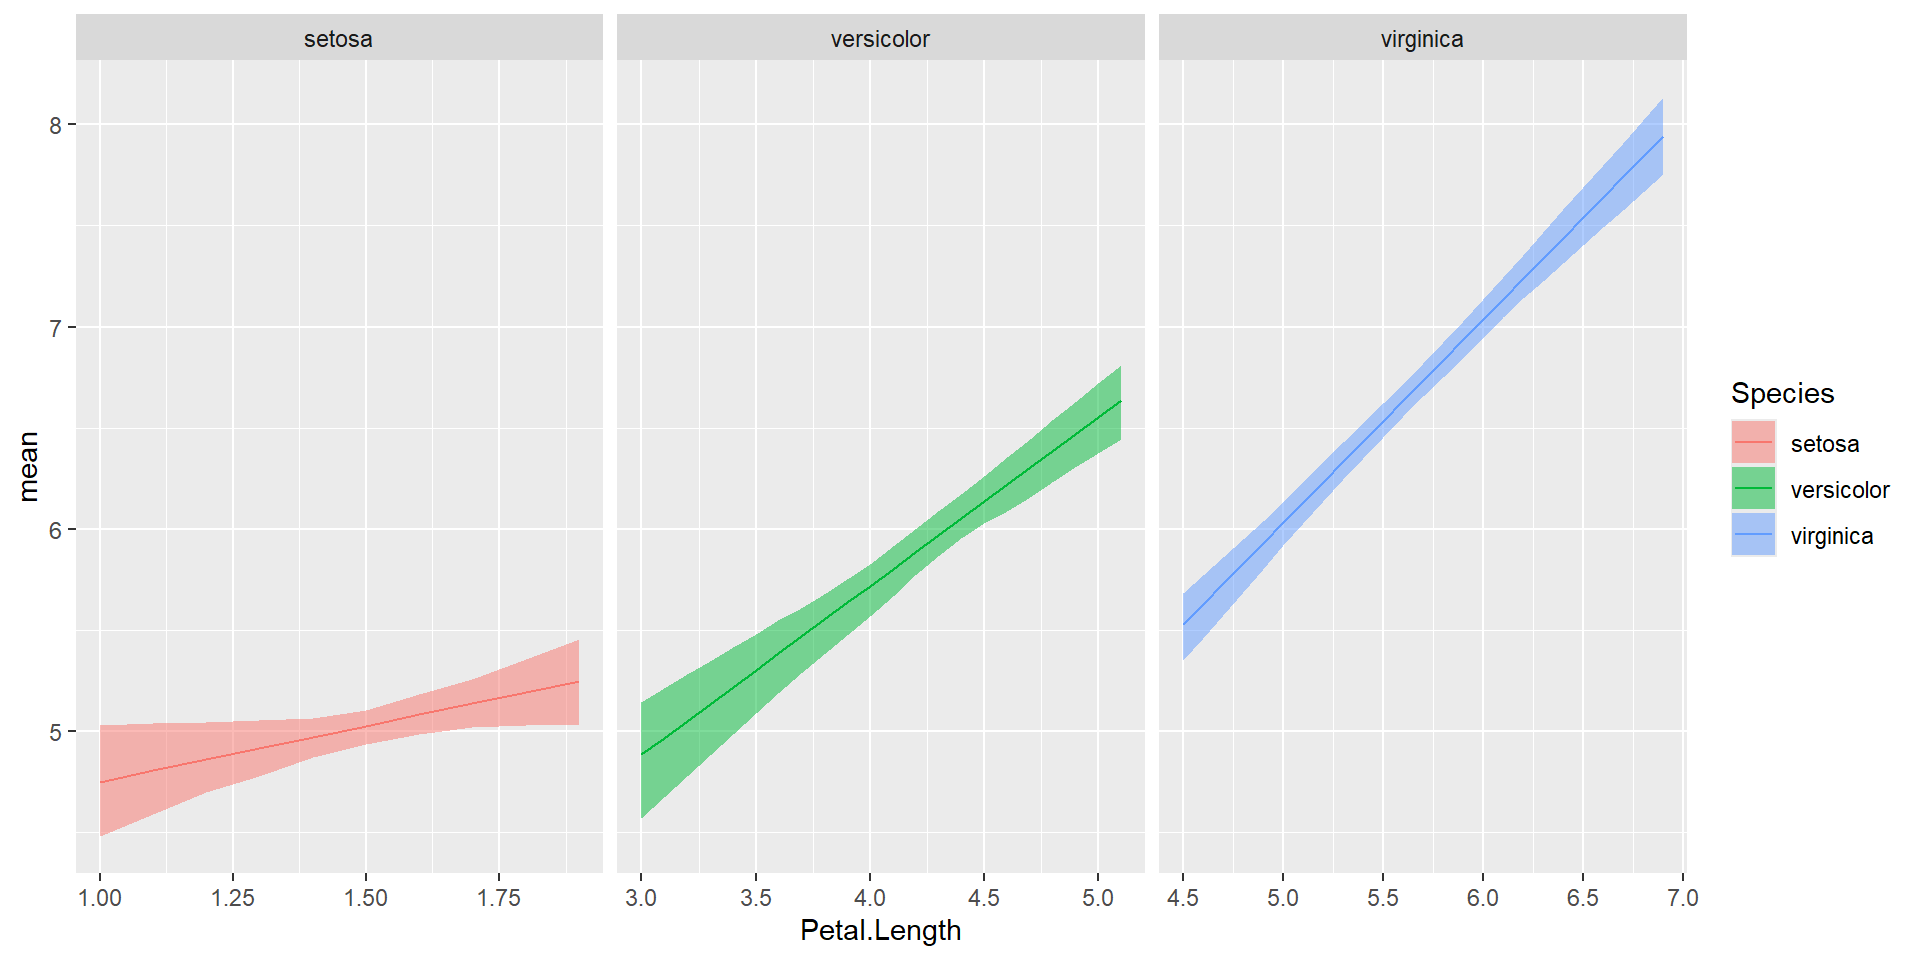 setosa
versicolor
virginica
8
7
6
5
mean
1.00 1.25 1.50 1.75
3.0 3.5 4.0 4.5 5.0
4.5 5.0 5.5 6.0 6.5 7.0
Petal.Length
Species
setosa
versicolor
virginica